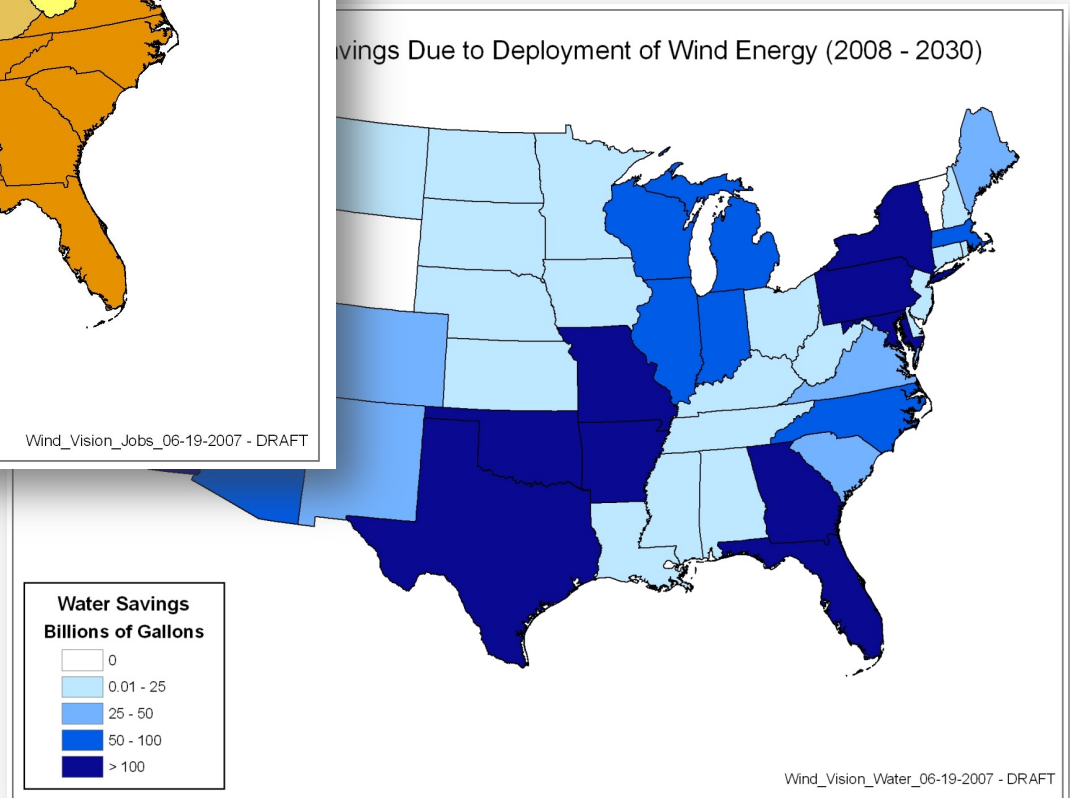 Savings Due to Deployment of Wind Energy (2008 - 2030)
Wind_Vision_Jobs_06-19-2007 - DRAFT
Water Savings
Billions of Gallons
0
0.01 - 25
25 - 50
50 - 100
> 100
Wind_Vision_Water_06-19-2007 - DRAFT